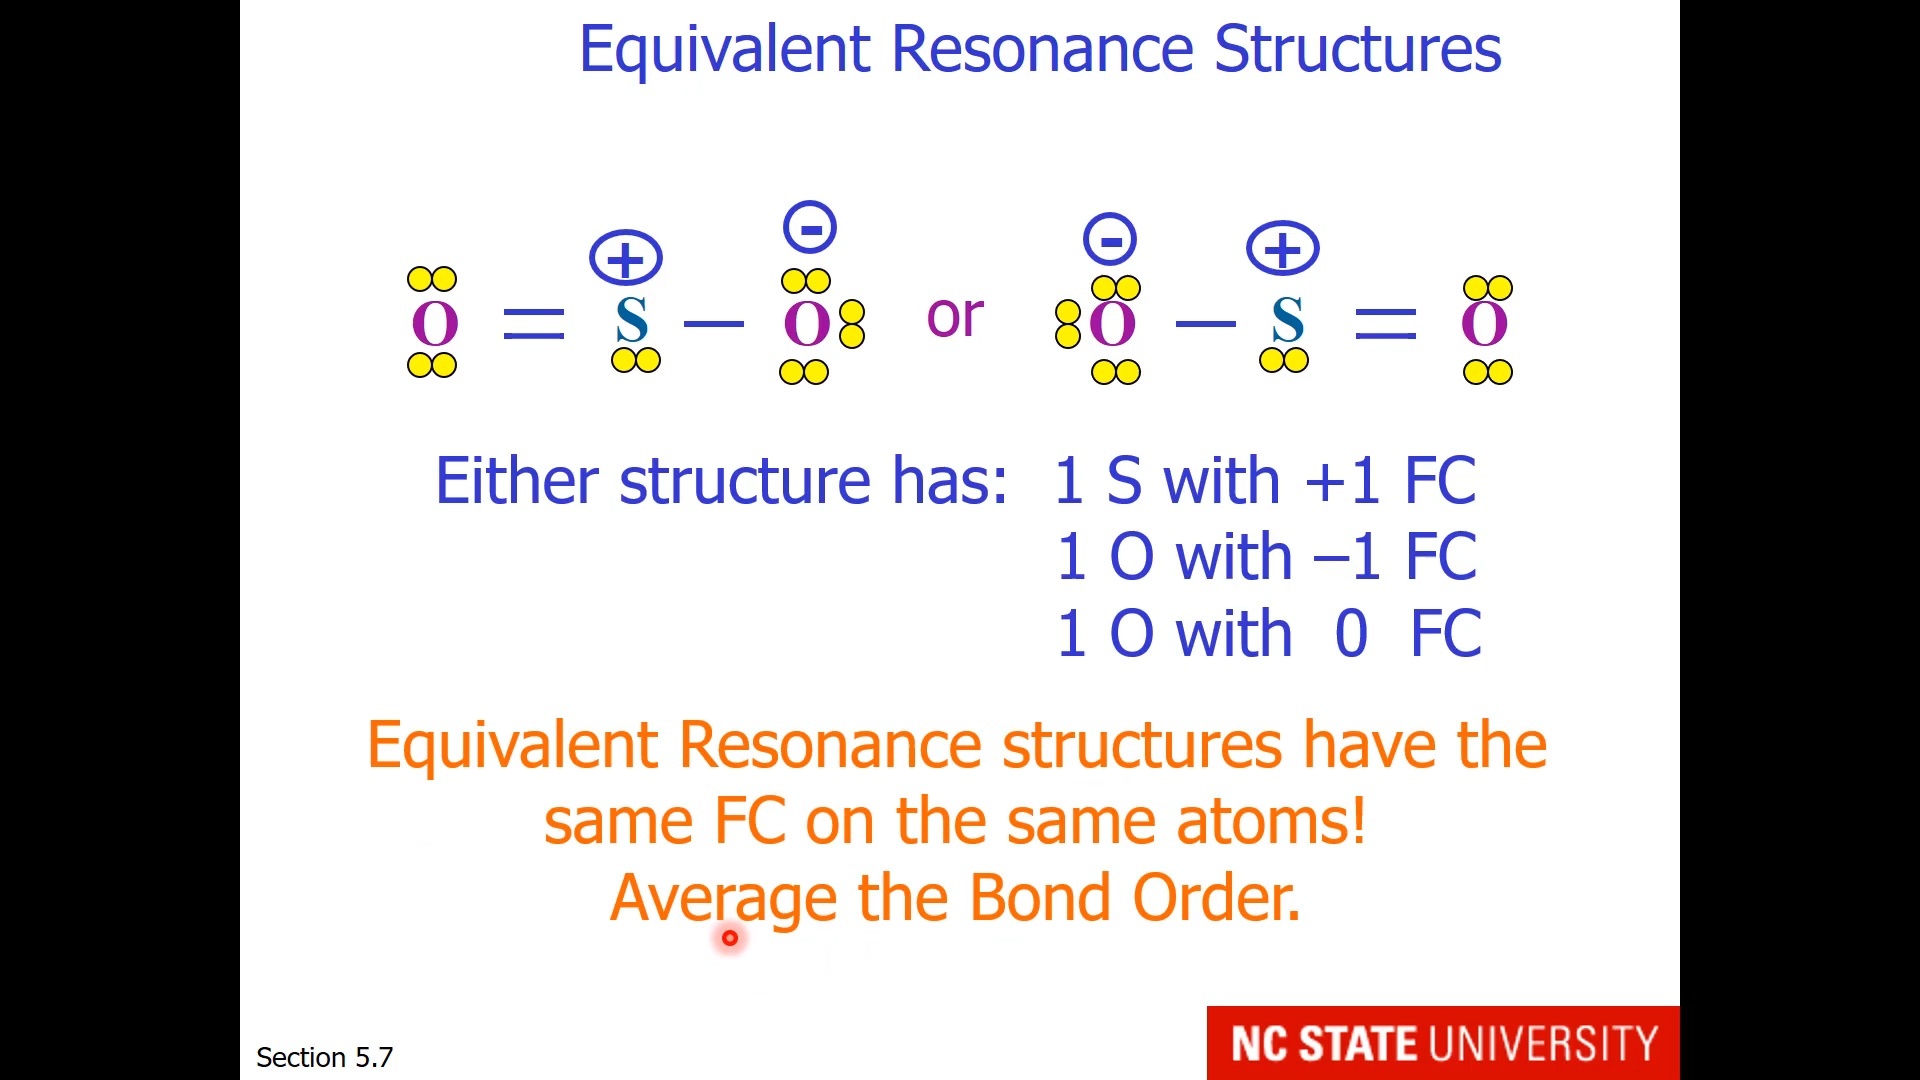 Equivalent Resonance Structures
+ - - +
O = S — O or O — S = O
Either structure has: 1 S with +1 FC
1 O with –1 FC
1 O with 0 FC
Equivalent Resonance structures have the
same FC on the same atoms!
Average the Bond Order.
Section 5.7
NC STATE UNIVERSITY